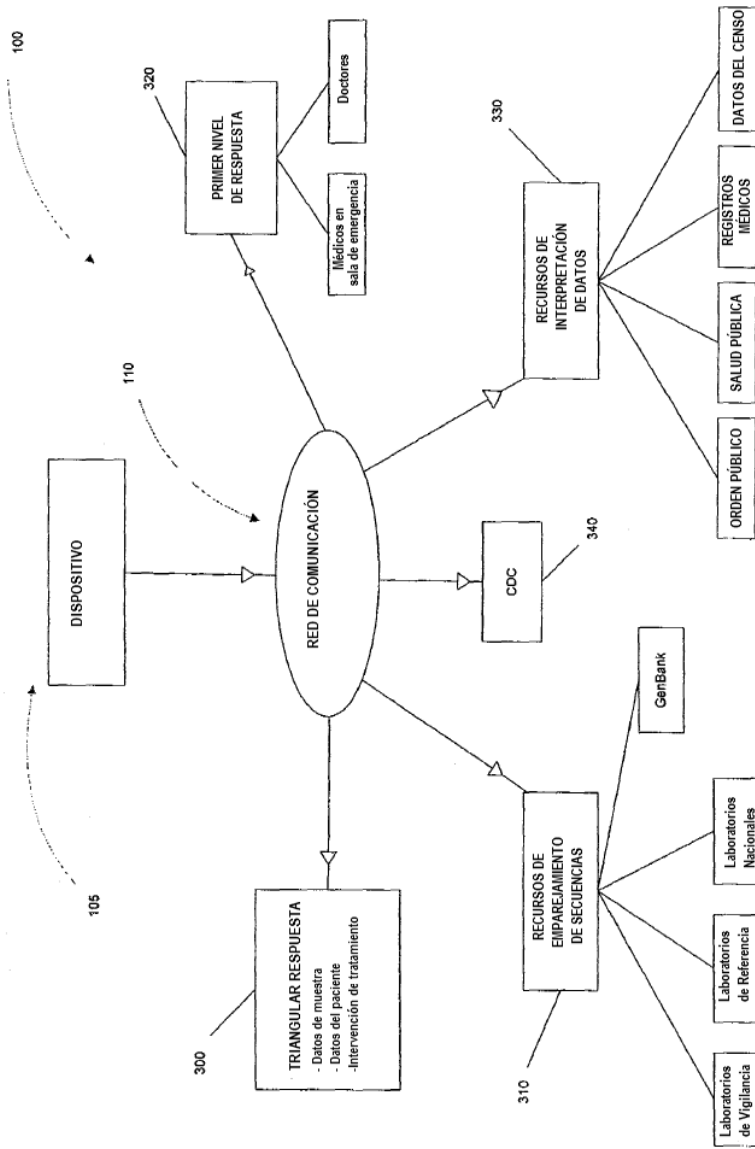 100
105
DISPOSITIVO
110
RED DE COMUNICACIÓN
300
TRIANGULAR RESPUESTA
- Datos de muestra
- Datos del paciente
-Intervención de tratamiento
320
PRIMER NIVEL
DE RESPUESTA
Médicos en
sala de emergencia
Doctores
310
RECURSOS DE
EMPAREJAMIENTO
DE SECUENCIAS
Laboratorios
de Vigilancia
Laboratorios
de Referencia
Laboratorios
Nacionales
GenBank
CDC
340
330
RECURSOS DE
INTERPRETACIÓN
DE DATOS
ORDEN PÚBLICO
SALUD PÚBLICA
REGISTROS
MÉDICOS
DATOS DEL CENSO